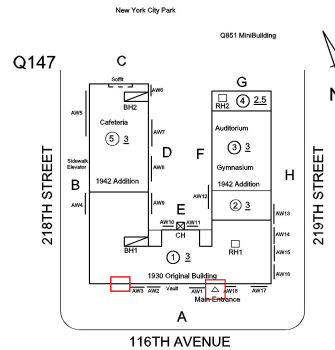 New York City Park
Q851 MiniBuilding
Q147
C
G
N
Soffit
AW6
BH2
RH2
4 2.5
AW5
Cafeteria
5 3
AW7
Auditorium
3 3
D
F
H
Sidewalk
Elevator
AW8
Gymnasium
B
1942 Addition
1942 Addition
AW4
AW9
AW12
2 3
E
AW10
AW11
CH
AW13
AW14
BH1
RH1
AW15
1 3
1930 Original Building
AW16
AW3
AW2
Vault
AW1
AW18
AW17
Main Entrance
A
218TH STREET
219TH STREET
116TH AVENUE